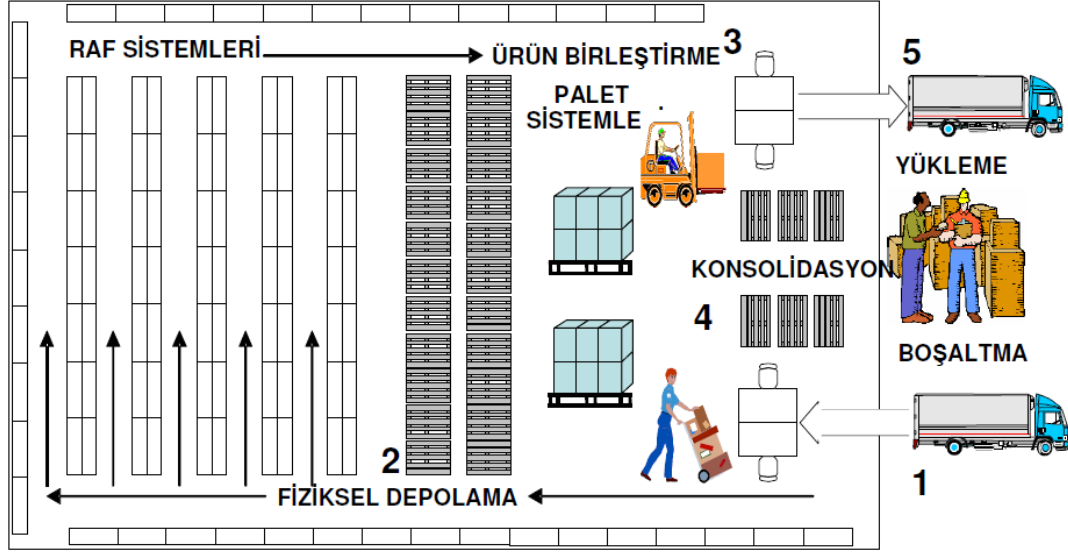 RAF SİSTEMLERİ
ÜRÜN BİRLEŞTİRME
3
5
PALET
SİSTEMLE
YÜKLEME
KONSOLİDASYON
4
BOŞALTMA
2
FİZİKSEL DEPOLAMA
1